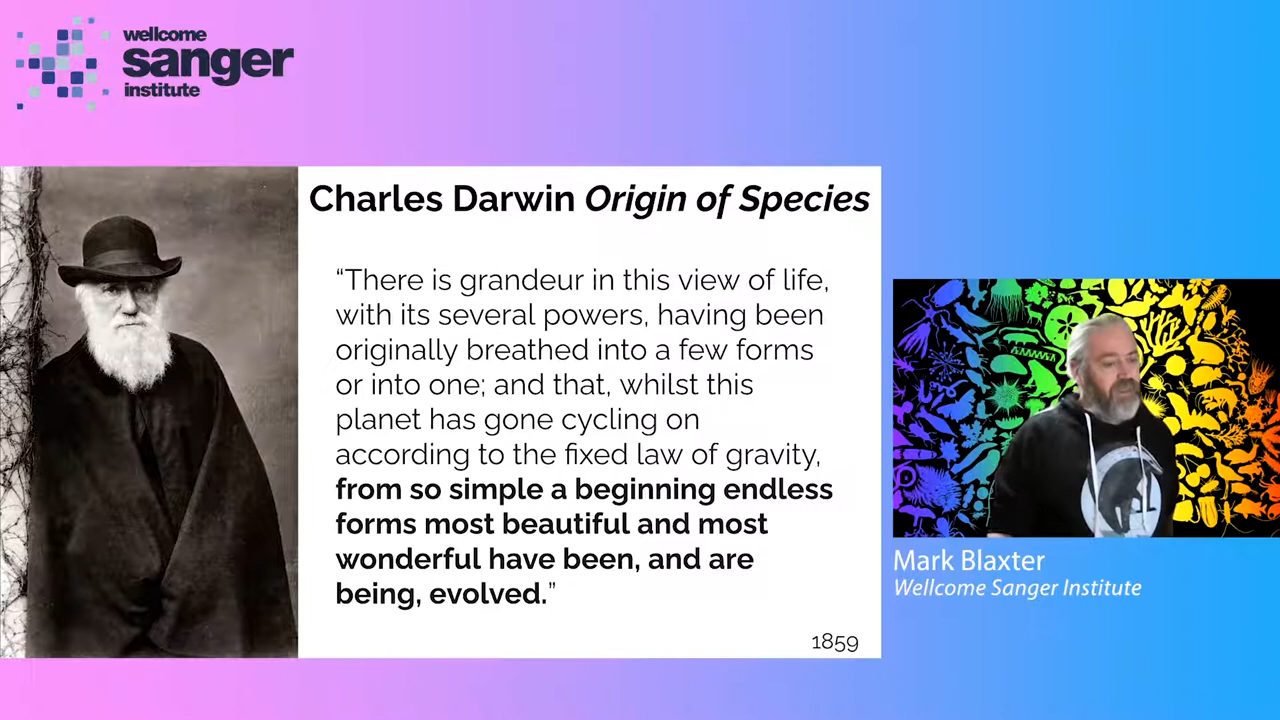 wellcome
sanger
institute
Charles Darwin Origin of Species
“There is grandeur in this view of life,
with its several powers, having been
originally breathed into a few forms
or into one; and that, whilst this
planet has gone cycling on
according to the fixed law of gravity,
from so simple a beginning endless
forms most beautiful and most
wonderful have been, and are
being, evolved.”
1859
Mark Blaxter
Wellcome Sanger Institute